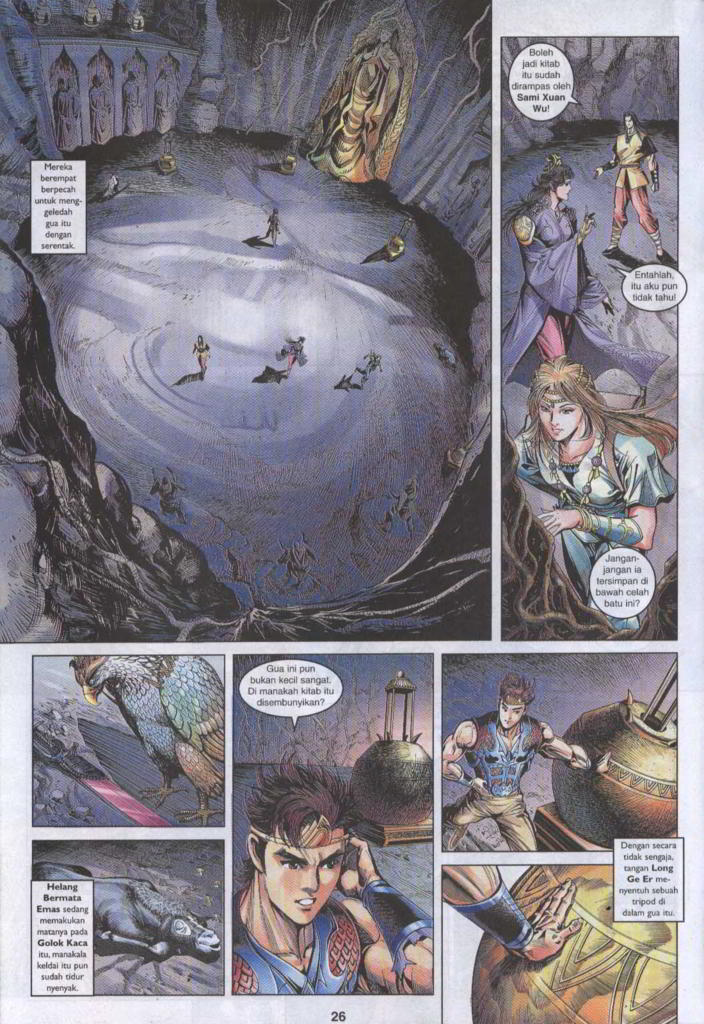 Mereka
berempat
berpecah
untuk meng-
geledah
gua itu
dengan
serentak.
Boleh
jadi kitab
itu sudah
dirampas oleh
Sami Xuan
Wu!
Entahlah,
itu aku pun
tidak tahu!
Jangan-
jangan ia
tersimpan di
bawah celah
batu ini?
Helang
Bermata
Emas sedang
memakukan
matanya pada
Golok Kaca
itu, manakala
keldai itu pun
sudah tidur
nyenyak.
Gua ini pun
bukan kecil sangat.
Di manakah kitab itu
disembunyikan?
Dengan secara
tidak sengaja,
tangan Long
Ge Er me-
nyentuh sebuah
tripod di
dalam gua itu.
26